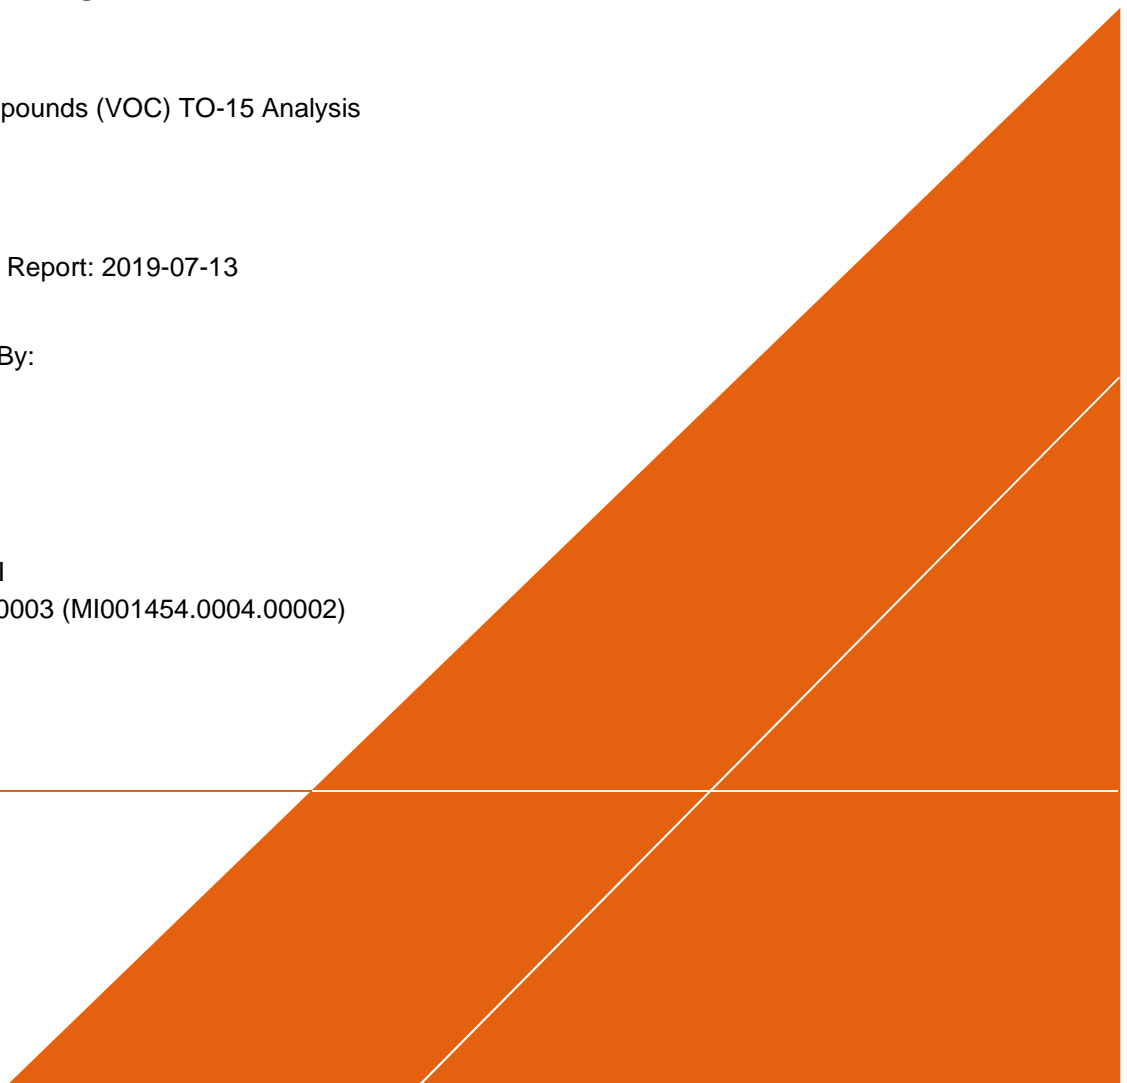 pounds (VOC) TO-15 Analysis
Report: 2019-07-13
By:
0003 (MI001454.0004.00002)